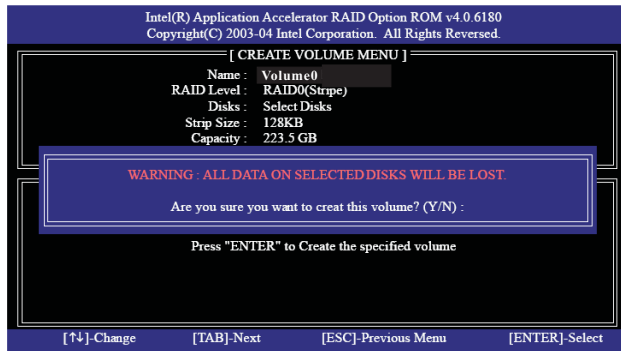 Intel(R) Application Accelerator RAID Option ROM v4.0.6180
Copyright(C) 2003-04 Intel Corporation. All Rights Reversed.
[ CREATE VOLUME MENU ]
Name : Volume0
RAID Level : RAID0(Stripe)
Disks : Select Disks
Strip Size : 128KB
Capacity : 223.5 GB
WARNING : ALL DATA ON SELECTED DISKS WILL BE LOST.
Are you sure you want to creat this volume? (Y/N) :
Press "ENTER" to Create the specified volume
[↑↓]-Change [TAB]-Next [ESC]-Previous Menu [ENTER]-Select